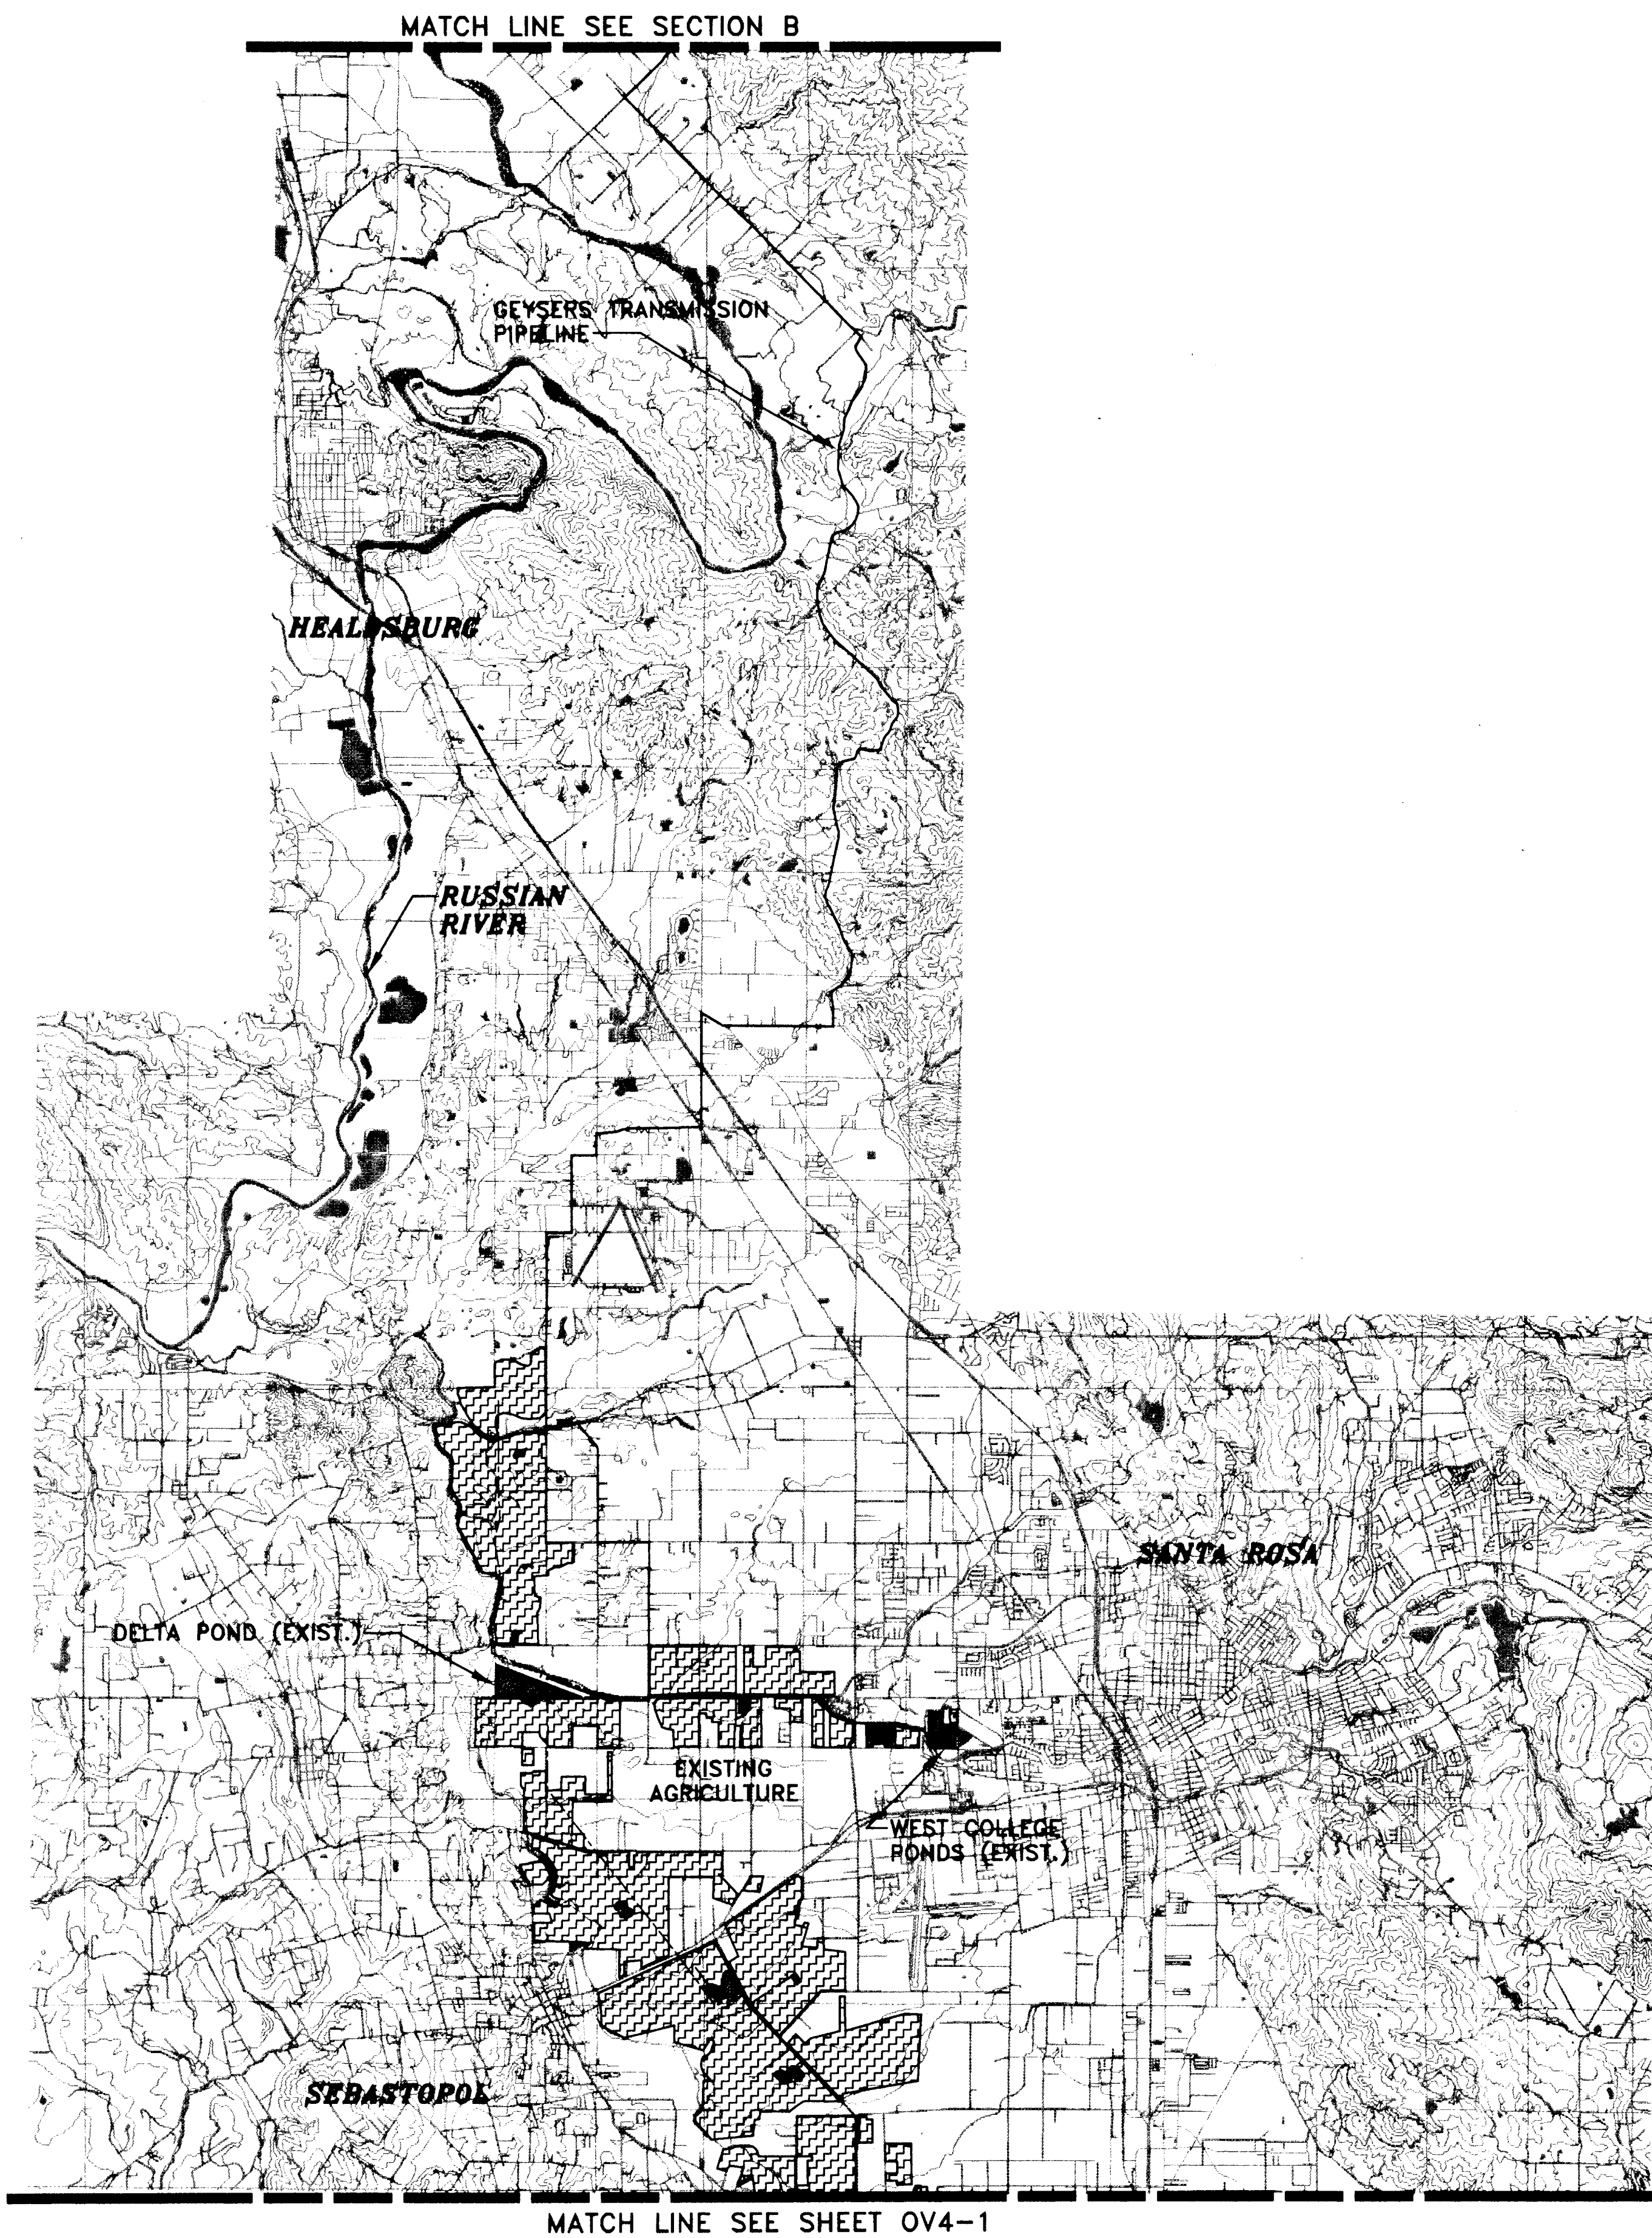 MATCH LINE SEE SECTION B
GEYSERS TRANSMISSION
PIPELINE
HEALDSBURG
RUSSIAN
RIVER
SANTA ROSA
DELTA POND (EXIST.)
EXISTING
AGRICULTURE
WEST COLLEGE
PONDS (EXIST.)
SEBASTOPOL
MATCH LINE SEE SHEET OV4-1